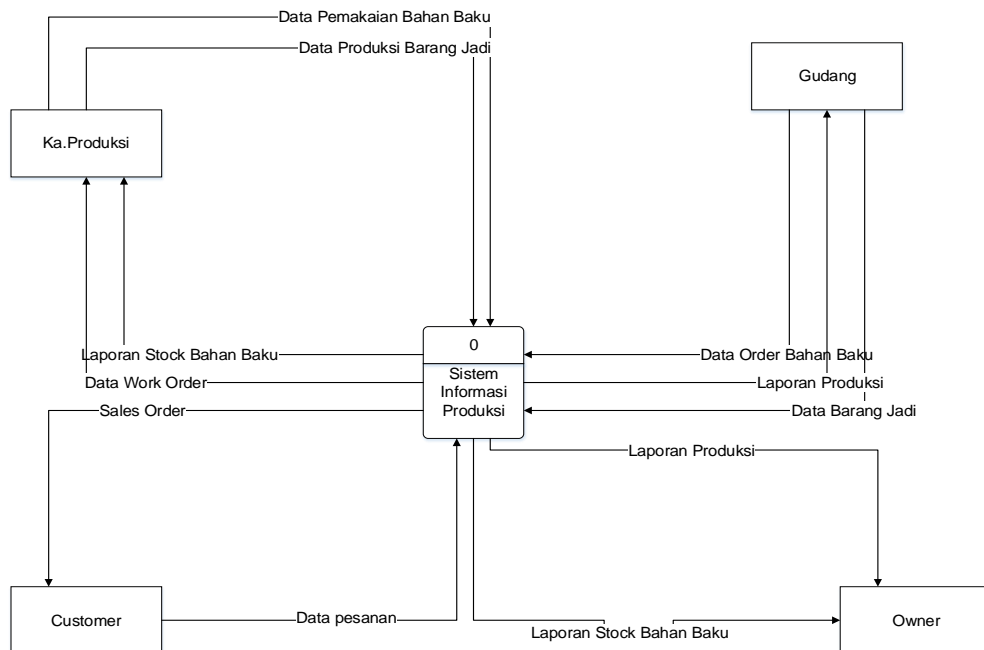 Data Pemakaian Bahan Baku
Data Produksi Barang Jadi
Gudang
Ka.Produksi
0
Sistem
Informasi
Produksi
Laporan Stock Bahan Baku
Data Work Order
Sales Order
Data Order Bahan Baku
Laporan Produksi
Data Barang Jadi
Laporan Produksi
Customer
Data pesanan
Laporan Stock Bahan Baku
Owner